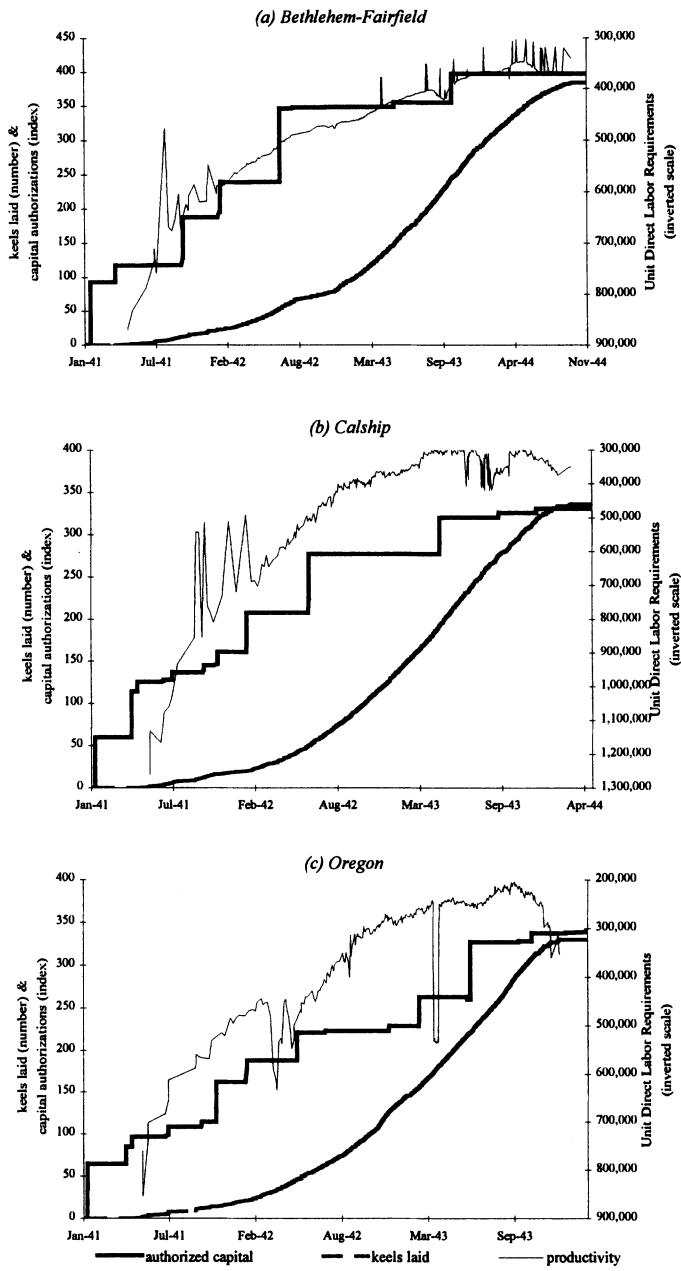 (a) Bethlehem-Fairfield
450
400
350
300
250
200
150
100
50
0
keels laid (number) &
capital authorizations (index)
300,000
400,000
500,000
600,000
700,000
800,000
900,000
Unit Direct Labor Requirements
(inverted scale)
Jan-41 Jul-41 Feb-42 Aug-42 Mar-43 Sep-43 Apr-44 Nov-44
(b) Calship
400
350
300
250
200
150
100
50
0
keels laid (number) &
capital authorizations (index)
300,000
400,000
500,000
600,000
700,000
800,000
900,000
1,000,000
1,100,000
1,200,000
1,300,000
Unit Direct Labor Requirements
(inverted scale)
Jan-41 Jul-41 Feb-42 Aug-42 Mar-43 Sep-43 Apr-44
(c) Oregon
400
350
300
250
200
150
100
50
0
keels laid (number) &
capital authorizations (index)
200,000
300,000
400,000
500,000
600,000
700,000
800,000
900,000
Unit Direct Labor Requirements
(inverted scale)
Jan-41 Jul-41 Feb-42 Aug-42 Mar-43 Sep-43
authorized capital keels laid productivity